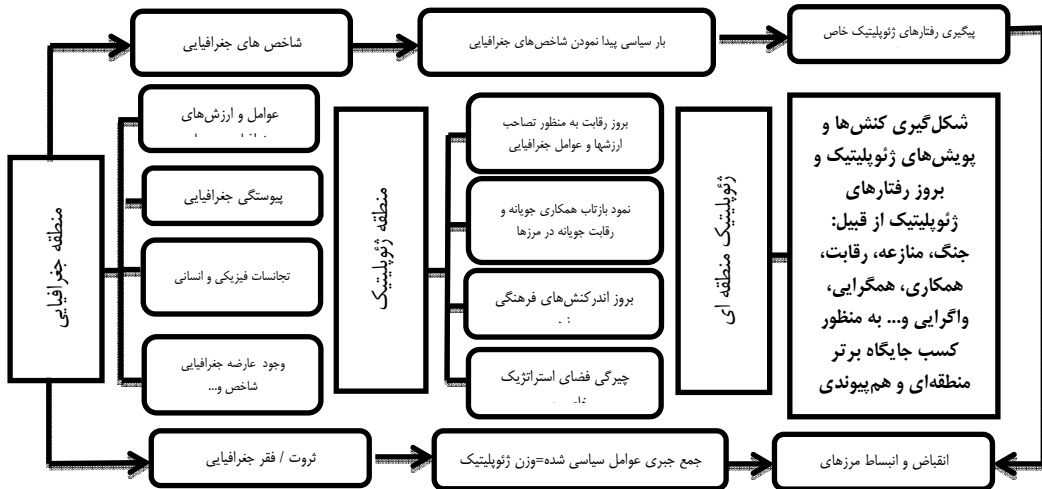 شاخص های جغرافیایی
بار سیاسی پیدا نمودن شاخص‌های جغرافیایی
پیگیری رفتارهای ژئوپلیتیک خاص
منطقه جغرافیایی
عوامل و ارزش‌های
پیوستگی جغرافیایی
تجانسات فیزیکی و انسانی
وجود عارضه جغرافیایی
شاخص و...
منطقه ژئوپلیتیک
بروز رقابت به منظور تصاحب
ارزشها و عوامل جغرافیایی
نمود بازتاب همکاری جویانه و
رقابت جویانه در مرزها
بروز اندرکنش‌های فرهنگی
چیرگی فضای استراتژیک
ژئوپلیتیک منطقه ای
شکل‌گیری کنش‌ها و
پویش‌های ژئوپلیتیک و
بروز رفتارهای
ژئوپلیتیک از قبیل:
جنگ، منازعه، رقابت،
همکاری، همگرایی،
واگرایی و... به منظور
کسب جایگاه برتر
منطقه‌ای و هم‌پیوندی
ثروت / فقر جغرافیایی
جمع جبری عوامل سیاسی شده=وزن ژئوپلیتیک
انقباض و انبساط مرزهای